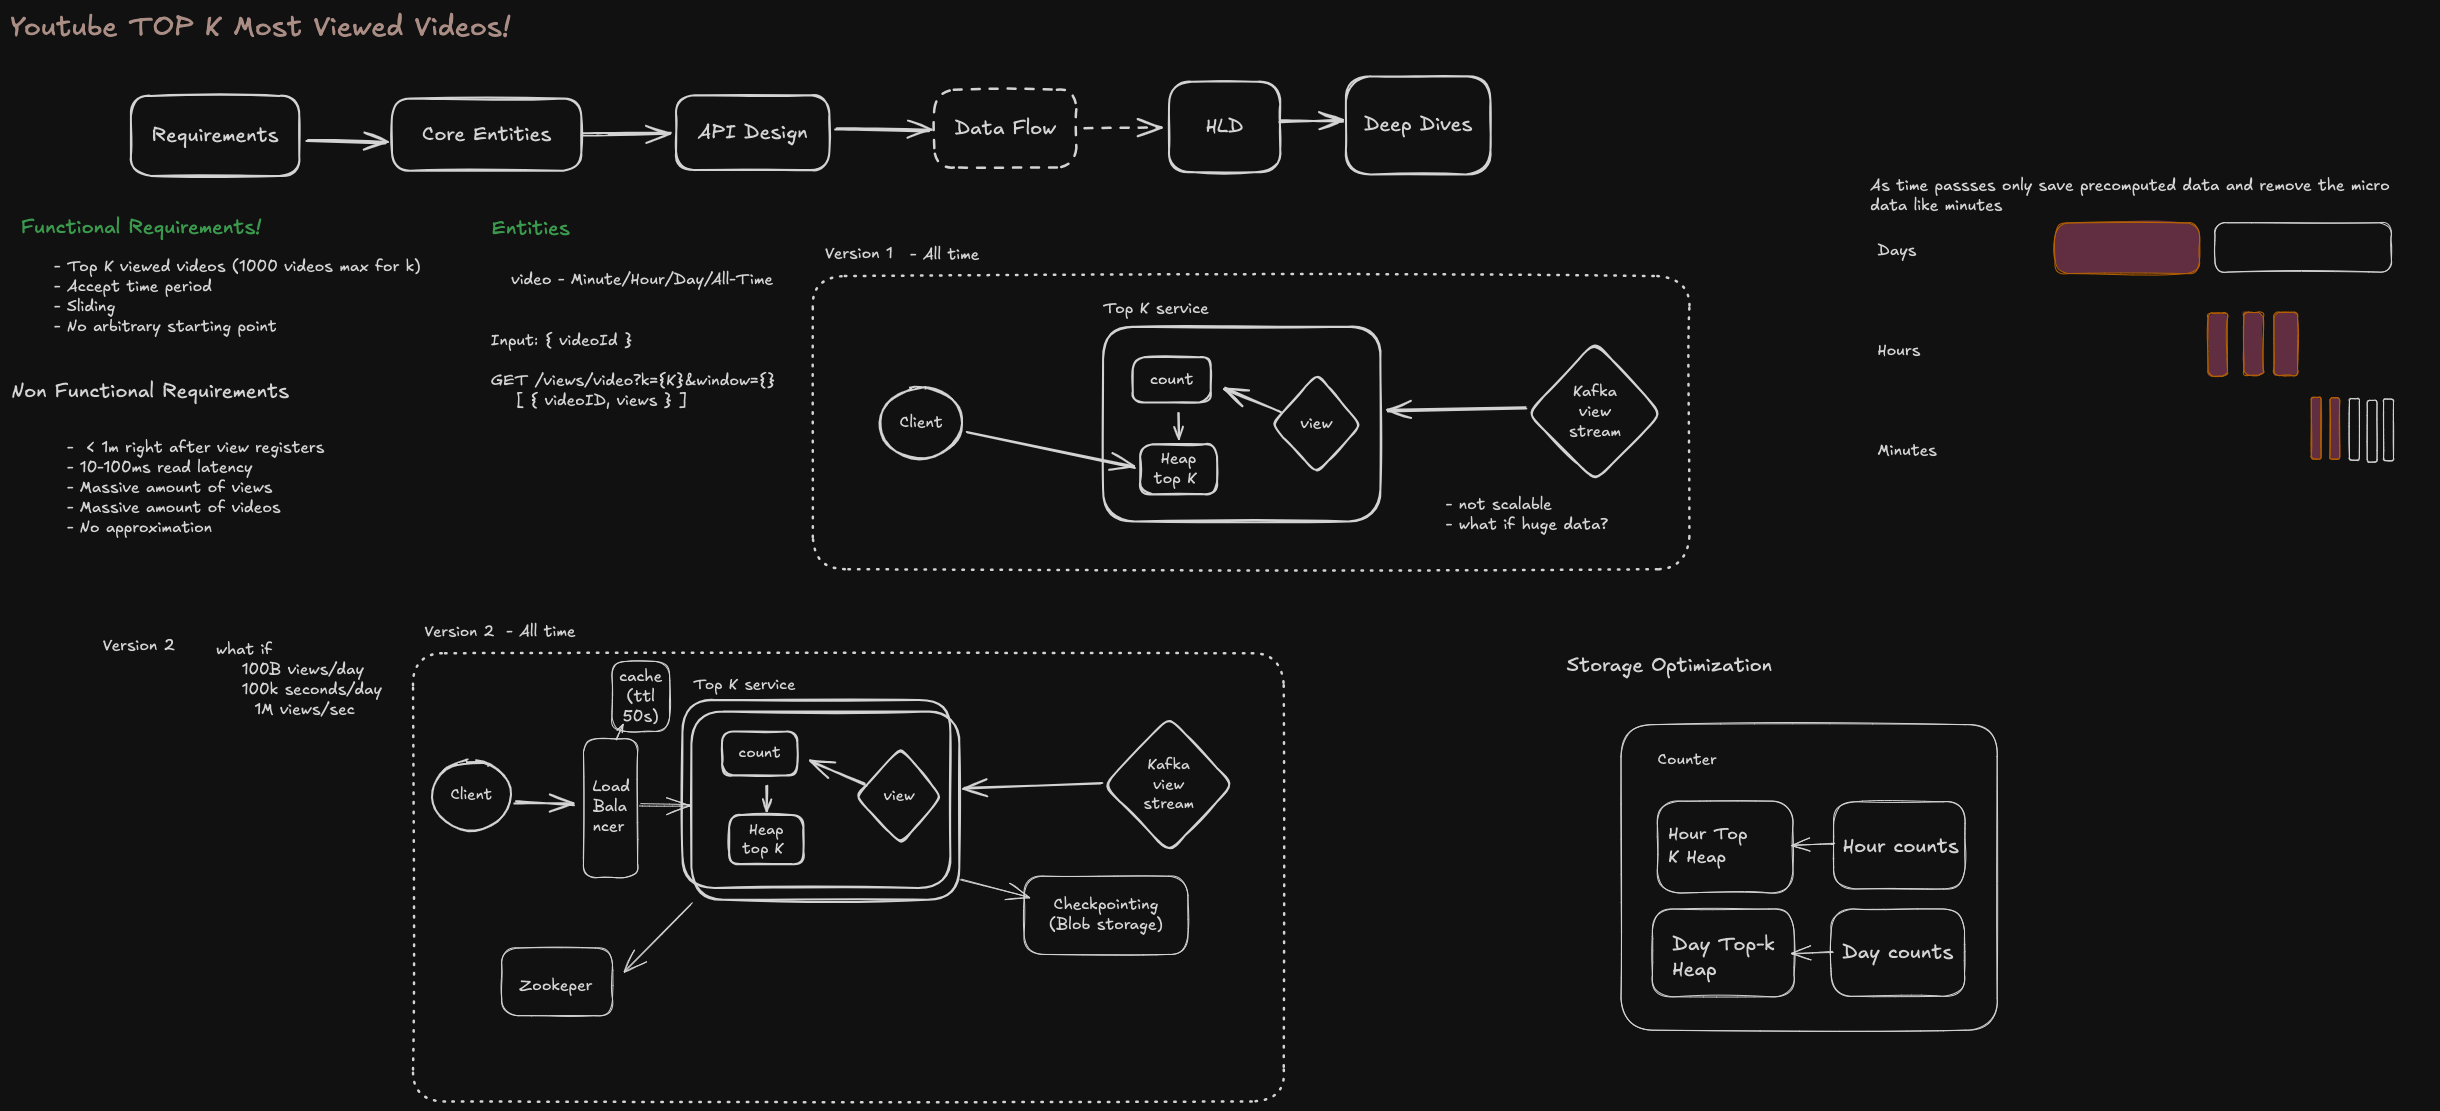 Youtube TOP K Most Viewed Videos!
Requirements
Core Entities
API Design
Data Flow
HLD
Deep Dives
Functional Requirements!
- Top K viewed videos (1000 videos max for k)
- Accept time period
- Sliding
- No arbitrary starting point
Non Functional Requirements
- < 1m right after view registers
- 10-100ms read latency
- Massive amount of views
- Massive amount of videos
- No approximation
Entities
video - Minute/Hour/Day/All-Time
Input: { videoId }
GET /views/video?k={K}&window={}
[ { videoID, views } ]
Version 1 - All time
Top K service
Client
count
Heap
top K
view
Kafka
view
stream
- not scalable
- what if huge data?
As time passses only save precomputed data and remove the micro
data like minutes
Days
Hours
Minutes
Version 2
what if
100B views/day
100k seconds/day
1M views/sec
Version 2 - All time
cache
(ttl
50s)
Top K service
Client
Load
Bala
ncer
count
Heap
top K
view
Kafka
view
stream
Checkpointing
(Blob storage)
Zookeper
Storage Optimization
Counter
Hour Top
K Heap
Hour counts
Day Top-k
Heap
Day counts